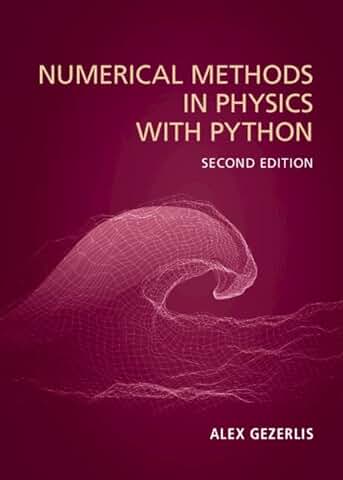 NUMERICAL METHODS
IN PHYSICS
WITH PYTHON
SECOND EDITION
ALEX GEZERLIS